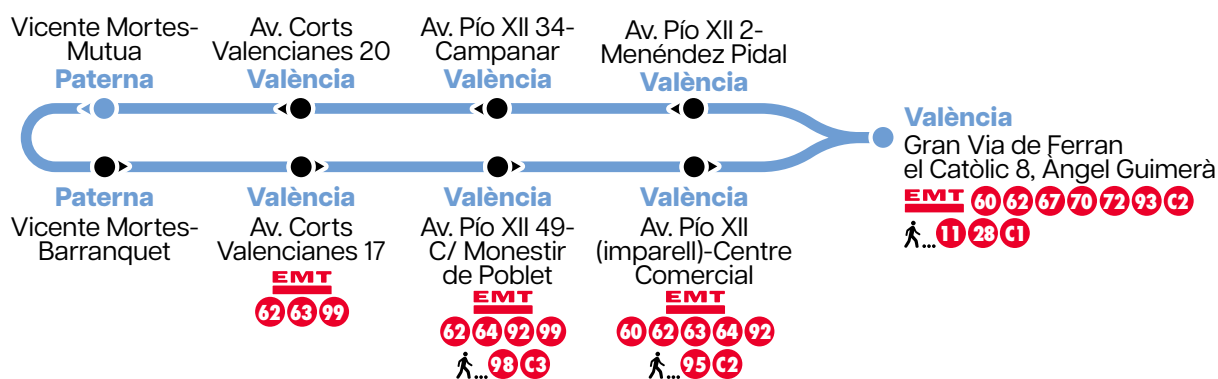 Vicente Mortes-
Mutua
Paterna
Av. Corts
Valencianes 20
València
Av. Pío XII 34-
Campanar
València
Av. Pío XII 2-
Menéndez Pidal
València
València
Gran Via de Ferran
el Catòlic 8, Àngel Guimerà
EMT 60 62 67 70 72 93 C2
... 11 28 C1
Paterna
Vicente Mortes-
Barranquet
València
Av. Corts
Valencianes 17
EMT
62 63 99
València
Av. Pío XII 49-
C/ Monestir
de Poblet
EMT
62 64 92 99
... 98 C3
València
Av. Pío XII
(imparell)-Centre
Comercial
EMT
60 62 63 64 92
... 95 C2